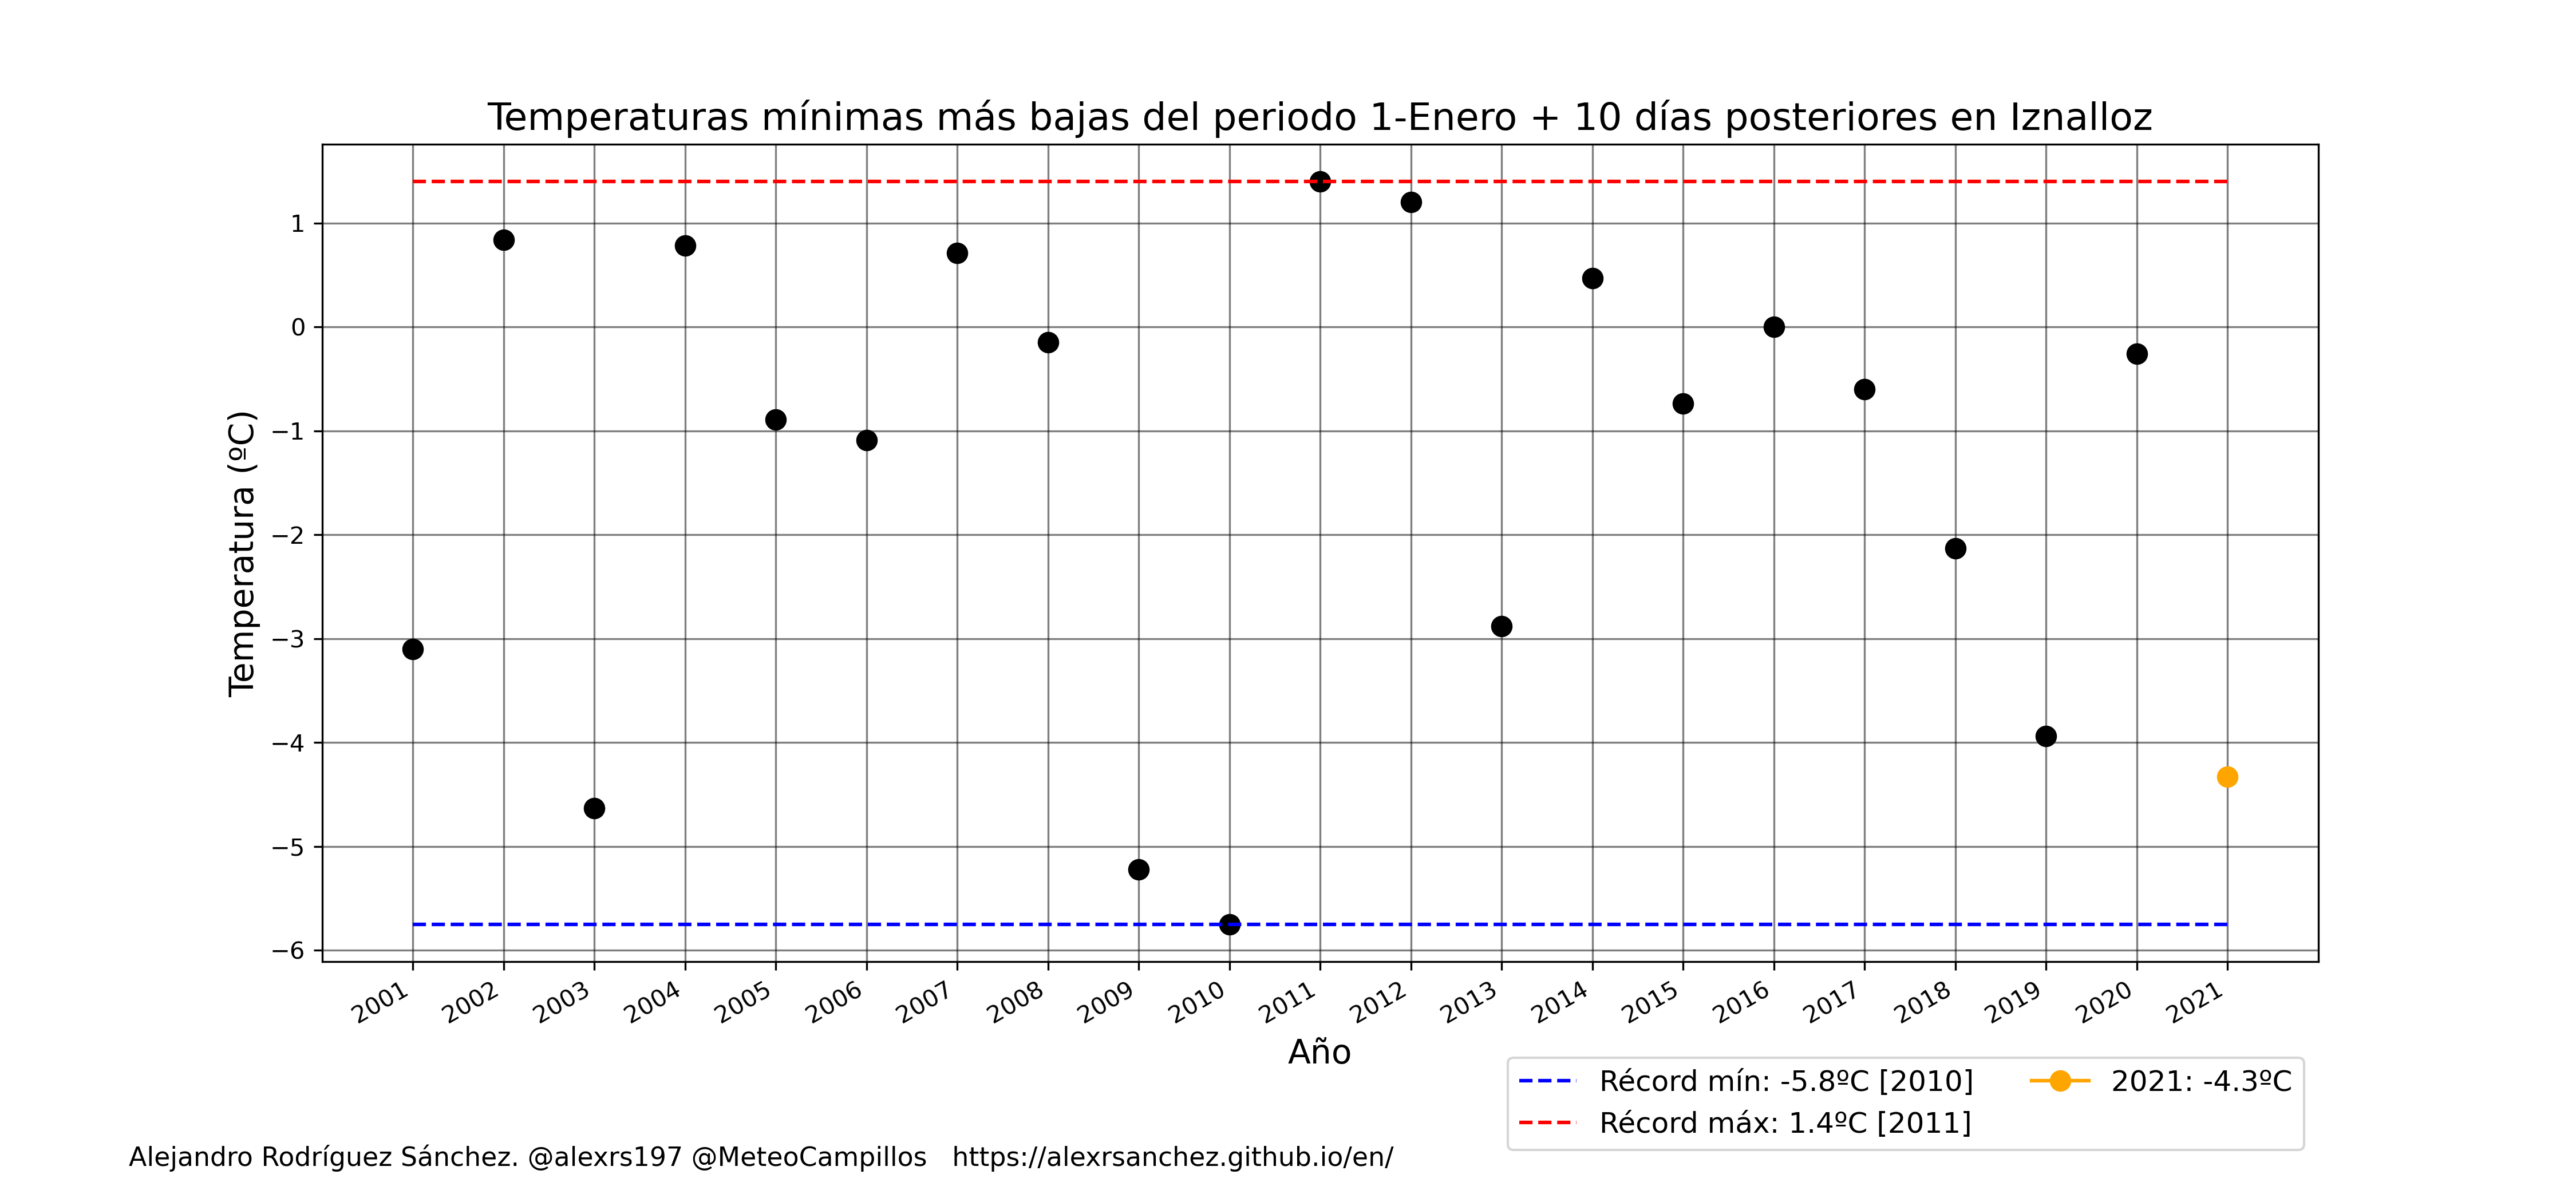 Temperaturas mínimas más bajas del periodo 1-Enero + 10 días posteriores en Iznalloz
Temperatura (ºC)
1
0
−1
−2
−3
−4
−5
−6
2001 2002 2003 2004 2005 2006 2007 2008 2009 2010 2011 2012 2013 2014 2015 2016 2017 2018 2019 2020 2021
Año
Récord mín: -5.8ºC [2010]
Récord máx: 1.4ºC [2011]
2021: -4.3ºC
Alejandro Rodríguez Sánchez. @alexrs197 @MeteoCampillos https://alexrsanchez.github.io/en/